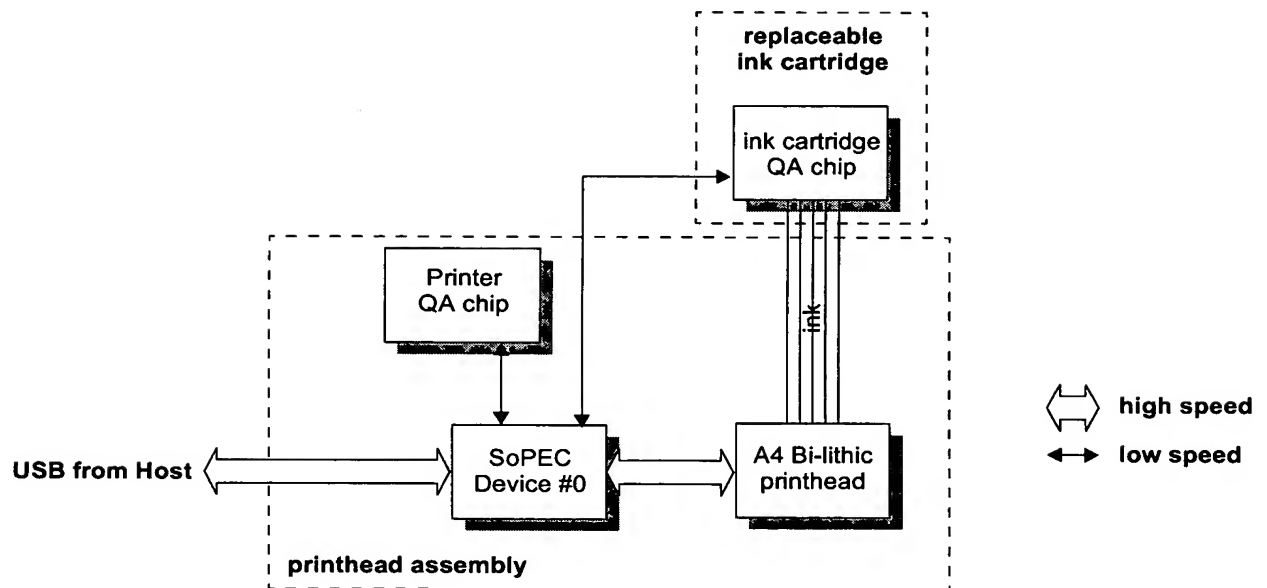 replaceable
ink cartridge
ink cartridge
QA chip
Printer
QA chip
ink
high speed
low speed
USB from Host
SoPEC
Device #0
A4 Bi-lithic
printhead
printhead assembly